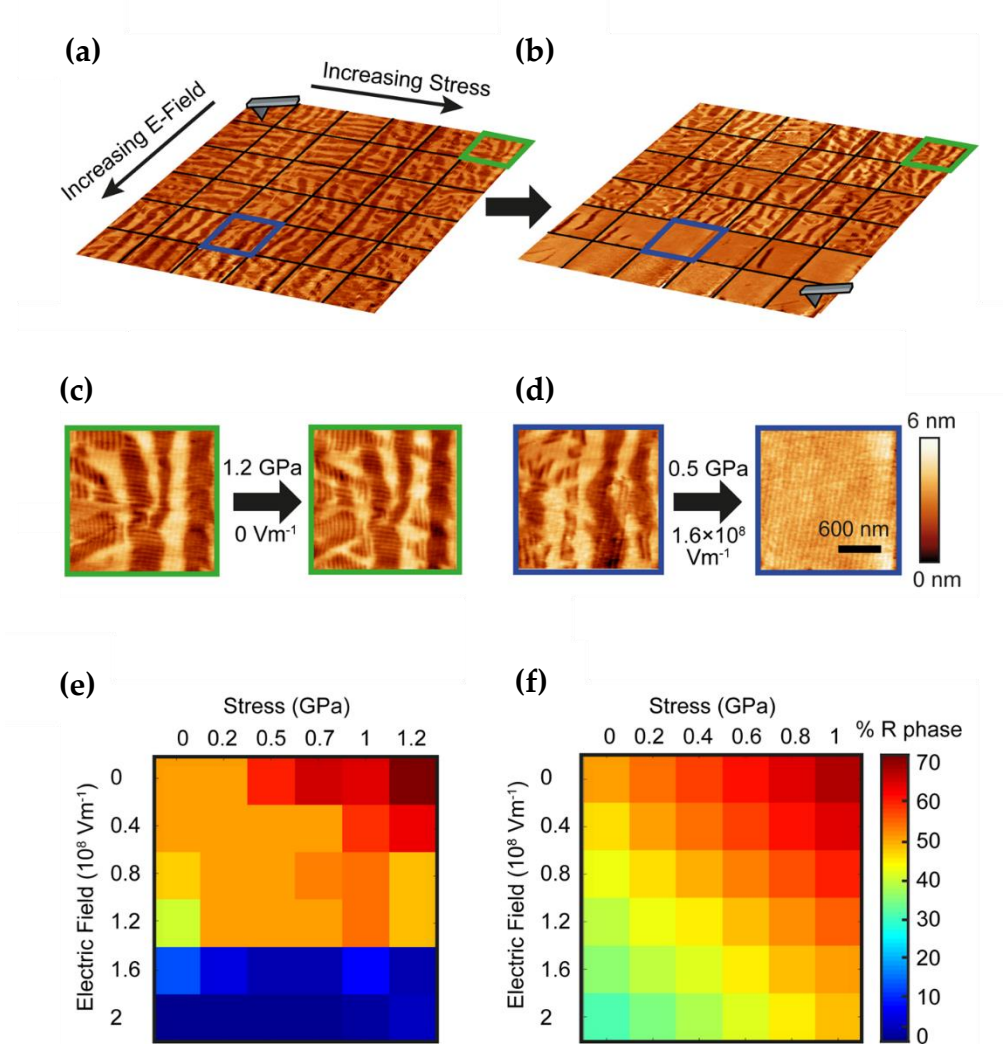 (a)
(b)
Increasing Stress
Increasing E-Field
(c)
(d)
1.2 GPa
0 Vm⁻¹
0.5 GPa
1.6×10⁸
Vm⁻¹
600 nm
6 nm
0 nm
(e)
(f)
Stress (GPa)
0 0.2 0.5 0.7 1 1.2
Electric Field (10⁸ Vm⁻¹)
0
0.4
0.8
1.2
1.6
2
Stress (GPa)
0 0.2 0.4 0.6 0.8 1
Electric Field (10⁸ Vm⁻¹)
0
0.4
0.8
1.2
1.6
2
% R phase
70
60
50
40
30
20
10
0